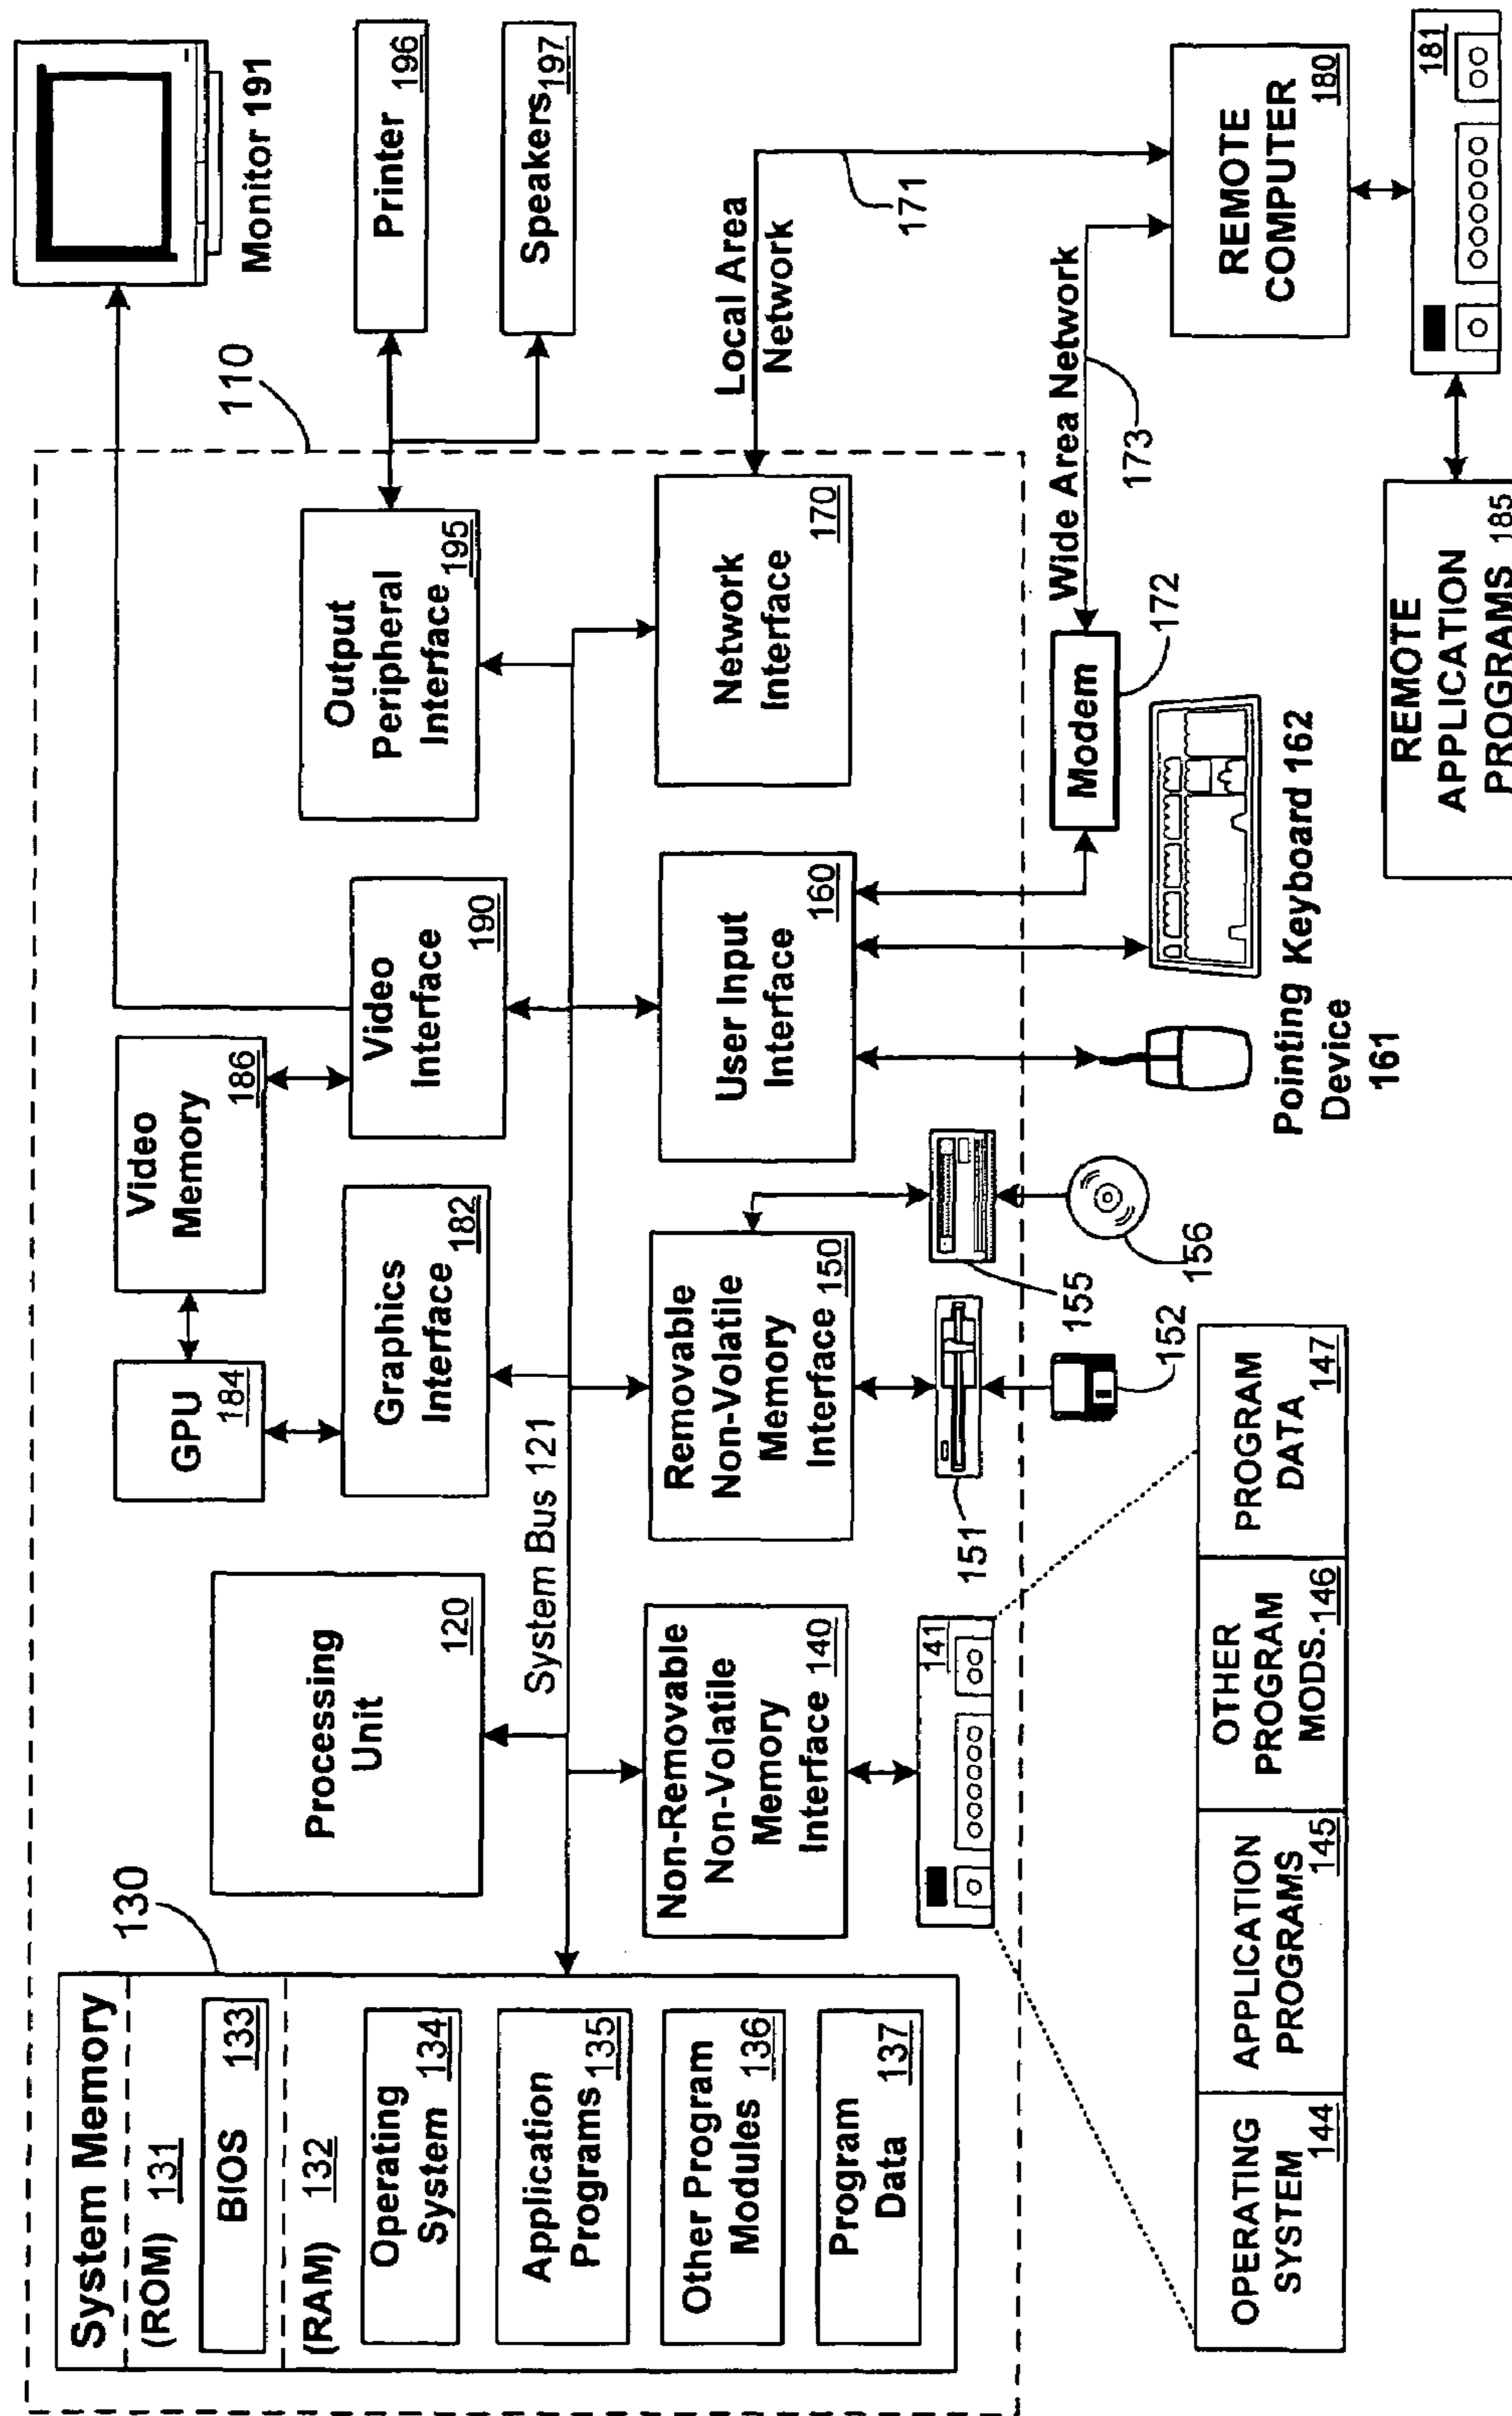 System Memory
(ROM) 131
BIOS 133
(RAM) 132
Operating
System 134
Application
Programs 135
Other Program
Modules 136
Program
Data 137
130
Processing
Unit
120
GPU
184
Video
Memory
186
Graphics
Interface
182
Video
Interface
190
110
Output
Peripheral
Interface 195
Monitor 191
Printer 196
Speakers 197
System Bus 121
Non-Removable
Non-Volatile
Memory
Interface 140
Removable
Non-Volatile
Memory
Interface 150
User Input
Interface
160
Network
Interface
170
Local Area
Network
171
141
151
155
152
156
Wide Area Network
173
Modem
172
Pointing
Device
161
Keyboard 162
REMOTE
COMPUTER
180
181
REMOTE
APPLICATION
PROGRAMS 185
OPERATING
SYSTEM 144
APPLICATION
PROGRAMS 145
OTHER
PROGRAM
MODS. 146
PROGRAM
DATA 147